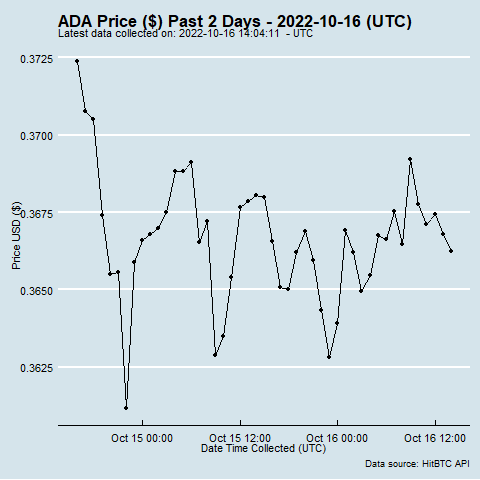 ADA Price ($) Past 2 Days - 2022-10-16 (UTC)
Latest data collected on: 2022-10-16 14:04:11  - UTC
0.3725
0.3700
0.3675
0.3650
0.3625
Price USD ($)
Oct 15 00:00
Oct 15 12:00
Oct 16 00:00
Oct 16 12:00
Date Time Collected (UTC)
Data source: HitBTC API